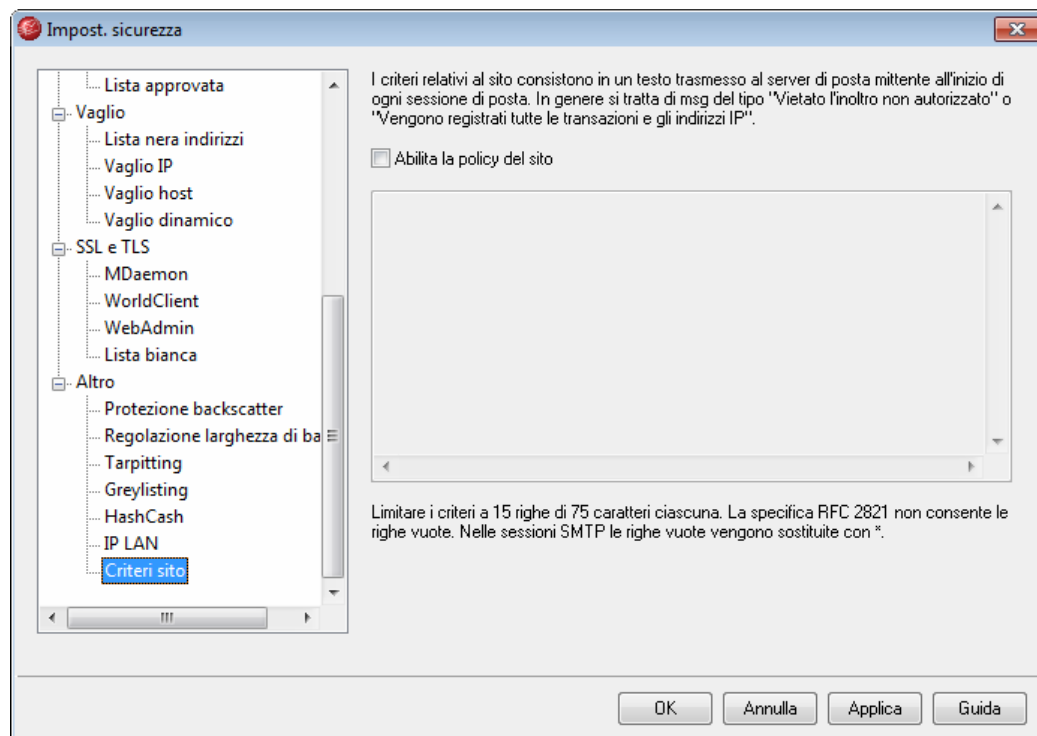 Impost. sicurezza
Lista approvata
Vaglio
Lista nera indirizzi
Vaglio IP
Vaglio host
Vaglio dinamico
SSL e TLS
MDaemon
WorldClient
WebAdmin
Lista bianca
Altro
Protezione backscatter
Regolazione larghezza di ba
Tarpitting
Greylisting
HashCash
IP LAN
Criteri sito
I criteri relativi al sito consistono in un testo trasmesso al server di posta mittente all'inizio di
ogni sessione di posta. In genere si tratta di msg del tipo "Vietato l'inoltro non autorizzato" o
"Vengono registrati tutte le transazioni e gli indirizzi IP".
Abilita la policy del sito
Limitare i criteri a 15 righe di 75 caratteri ciascuna. La specifica RFC 2821 non consente le
righe vuote. Nelle sessioni SMTP le righe vuote vengono sostituite con *.
OK
Annulla
Applica
Guida